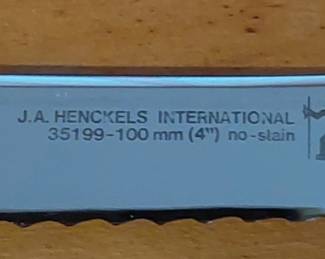 J.A. HENCKELS INTERNATIONAL
35199-100 mm (4") no-stain